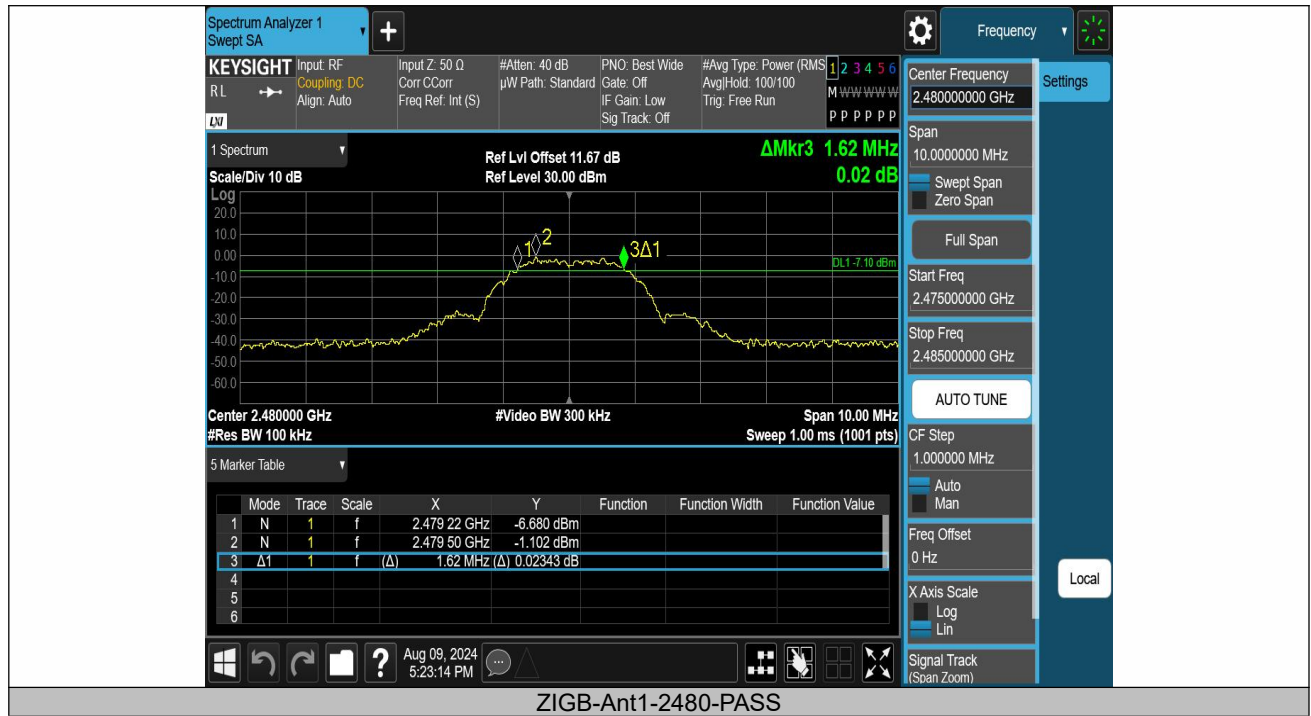 Spectrum Analyzer 1
Swept SA
+
Frequency
KEYSIGHT
RL
LXI
Input: RF
Coupling: DC
Align: Auto
Input Z: 50 Ω
Corr CCorr
Freq Ref: Int (S)
#Atten: 40 dB
µW Path: Standard
PNO: Best Wide
Gate: Off
IF Gain: Low
Sig Track: Off
#Avg Type: Power (RMS
Avg|Hold: 100/100
Trig: Free Run
1 2 3 4 5 6
M W W W W W
P P P P P P
1 Spectrum
Scale/Div 10 dB
Ref Lvl Offset 11.67 dB
Ref Level 30.00 dBm
ΔMkr3 1.62 MHz
0.02 dB
Log
20.0
10.0
0.00
-10.0
-20.0
-30.0
-40.0
-50.0
-60.0
1
2
3Δ1
DL1 -7.10 dBm
Center 2.480000 GHz
#Res BW 100 kHz
#Video BW 300 kHz
Span 10.00 MHz
Sweep 1.00 ms (1001 pts)
5 Marker Table
Mode Trace Scale X Y Function Function Width Function Value
1 N 1 f 2.479 22 GHz -6.680 dBm
2 N 1 f 2.479 50 GHz -1.102 dBm
3 Δ1 1 f (Δ) 1.62 MHz (Δ) 0.02343 dB
4
5
6
?
Aug 09, 2024
5:23:14 PM
Center Frequency
2.480000000 GHz
Settings
Span
10.0000000 MHz
Swept Span
Zero Span
Full Span
Start Freq
2.475000000 GHz
Stop Freq
2.485000000 GHz
AUTO TUNE
CF Step
1.000000 MHz
Auto
Man
Freq Offset
0 Hz
Local
X Axis Scale
Log
Lin
Signal Track
(Span Zoom)
ZIGB-Ant1-2480-PASS